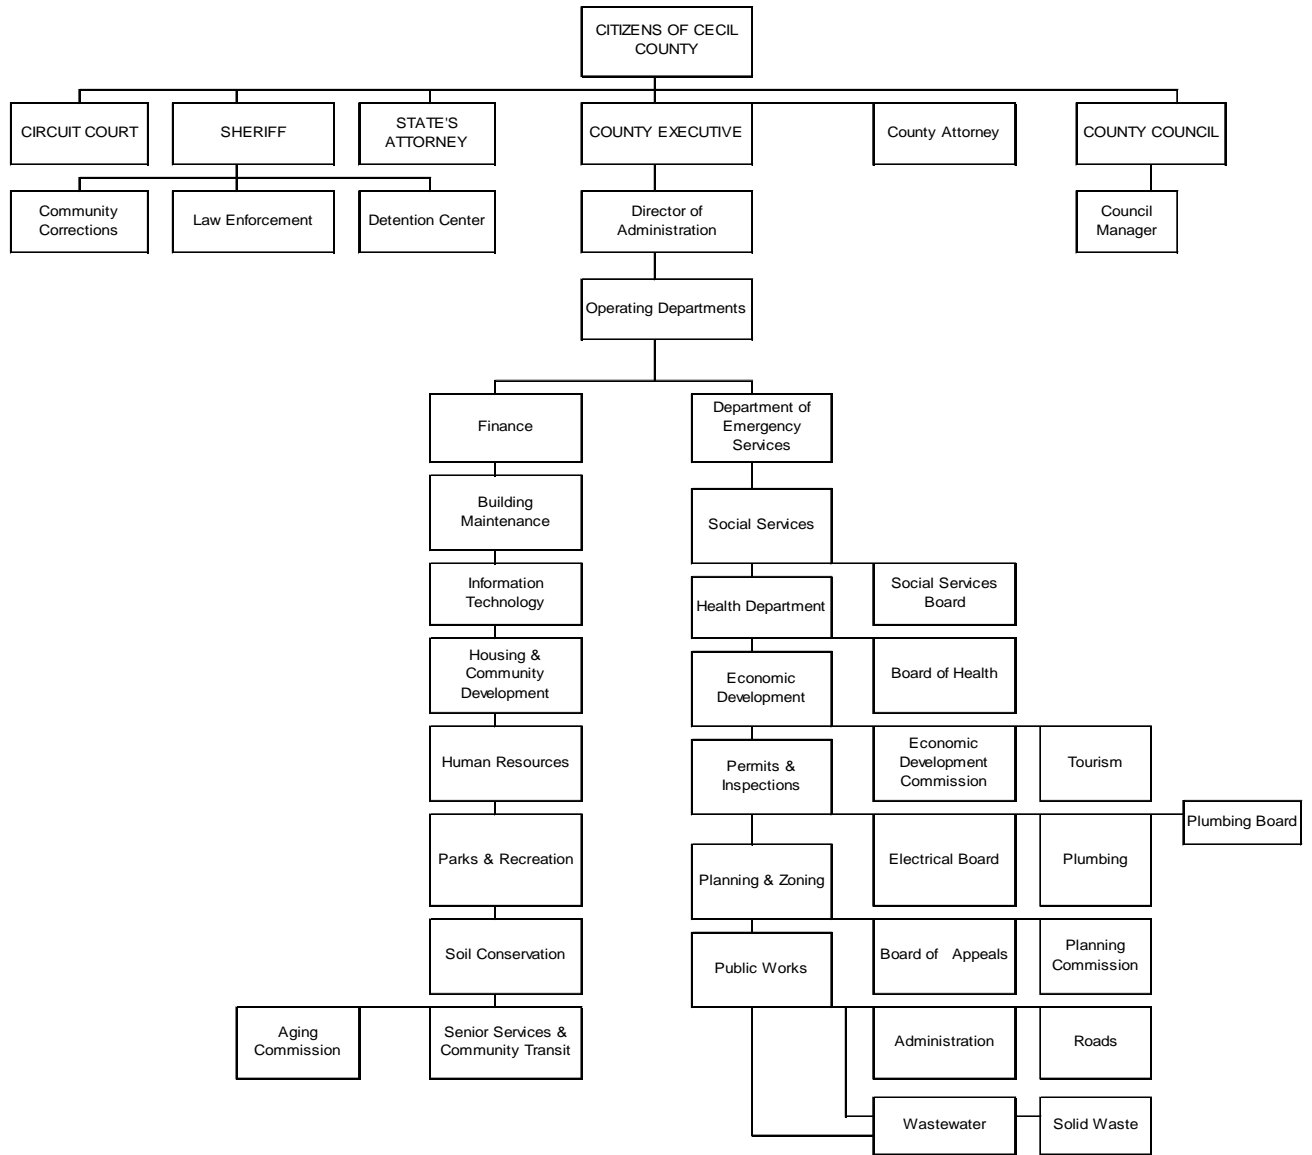 CITIZENS OF CECIL
COUNTY
CIRCUIT COURT
SHERIFF
STATE'S
ATTORNEY
COUNTY EXECUTIVE
County Attorney
COUNTY COUNCIL
Community
Corrections
Law Enforcement
Detention Center
Director of
Administration
Council
Manager
Operating Departments
Finance
Department of
Emergency
Services
Building
Maintenance
Social Services
Information
Technology
Health Department
Social Services
Board
Housing &
Community
Development
Economic
Development
Board of Health
Human Resources
Permits &
Inspections
Economic
Development
Commission
Tourism
Plumbing Board
Parks & Recreation
Planning & Zoning
Electrical Board
Plumbing
Soil Conservation
Public Works
Board of Appeals
Planning
Commission
Aging
Commission
Senior Services &
Community Transit
Administration
Roads
Wastewater
Solid Waste